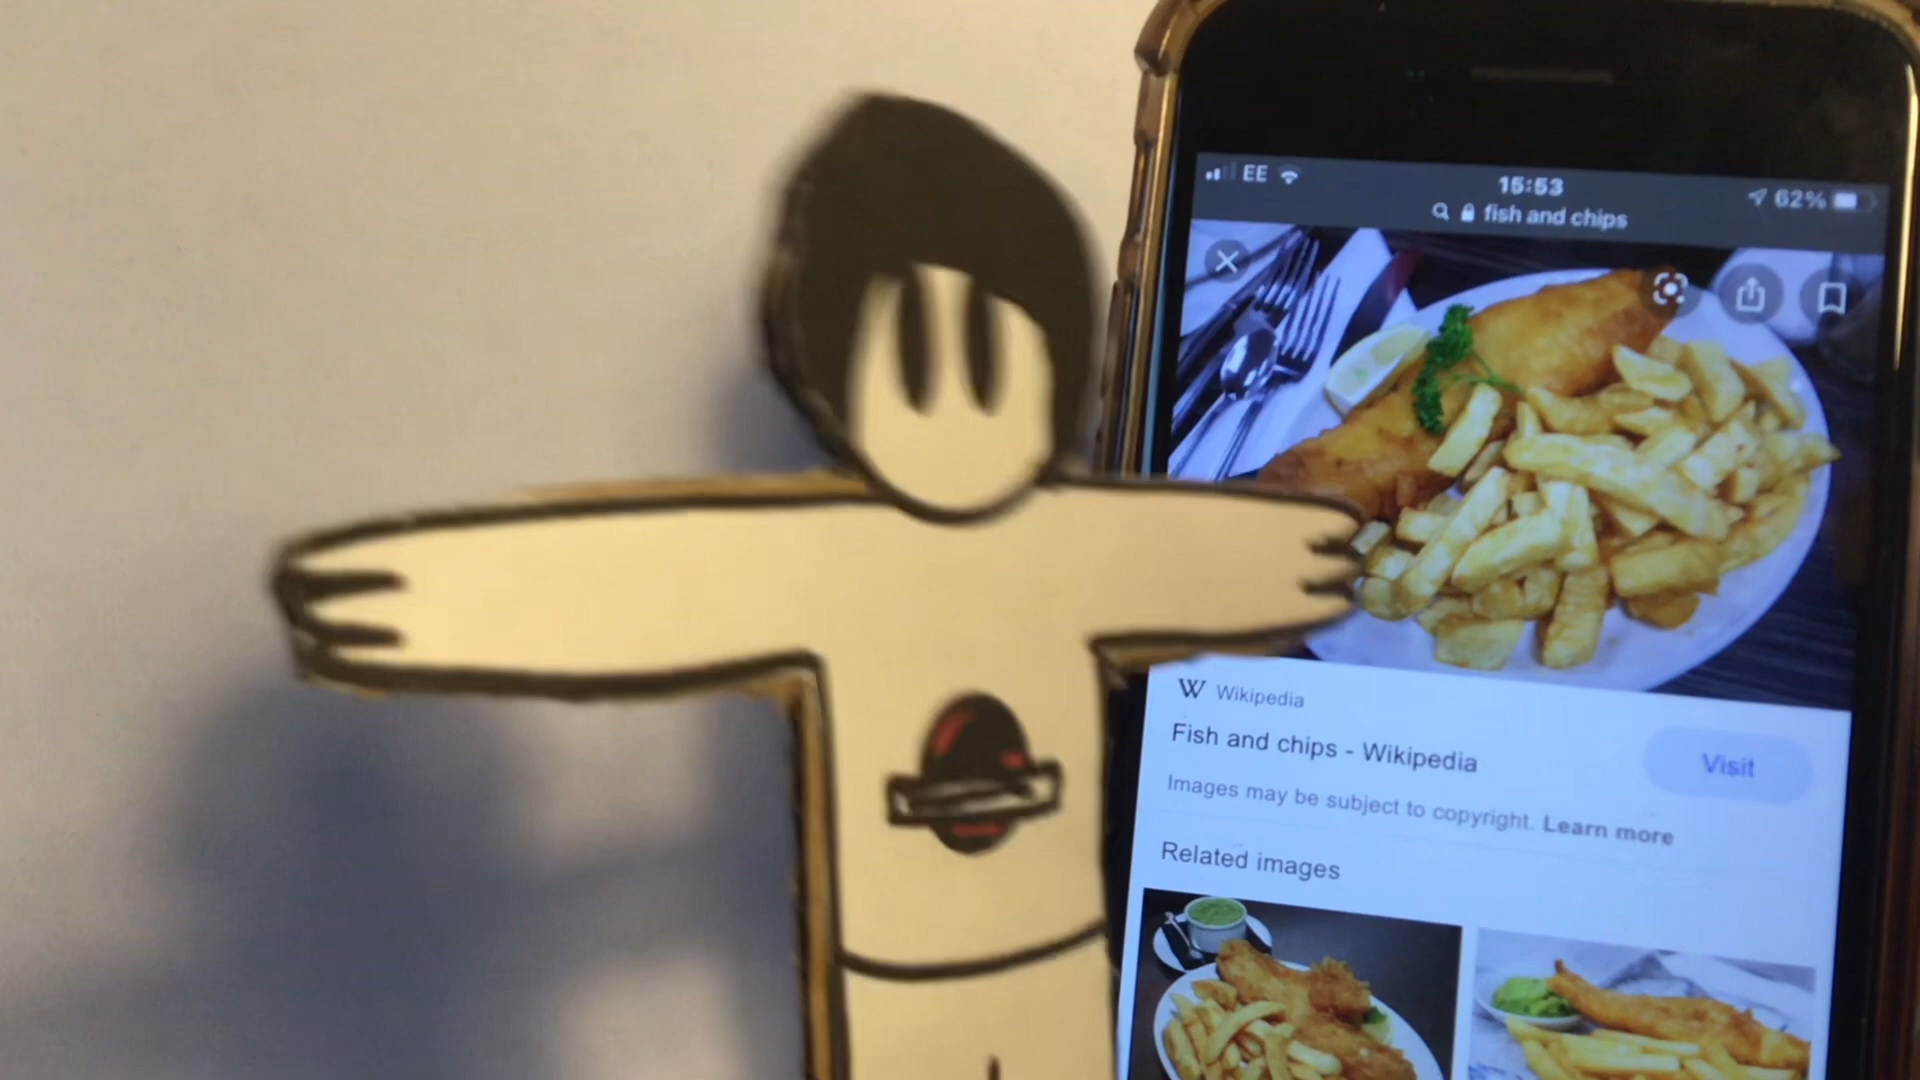 EE
15:53
62%
fish and chips
W Wikipedia
Fish and chips - Wikipedia
Visit
Images may be subject to copyright. Learn more
Related images